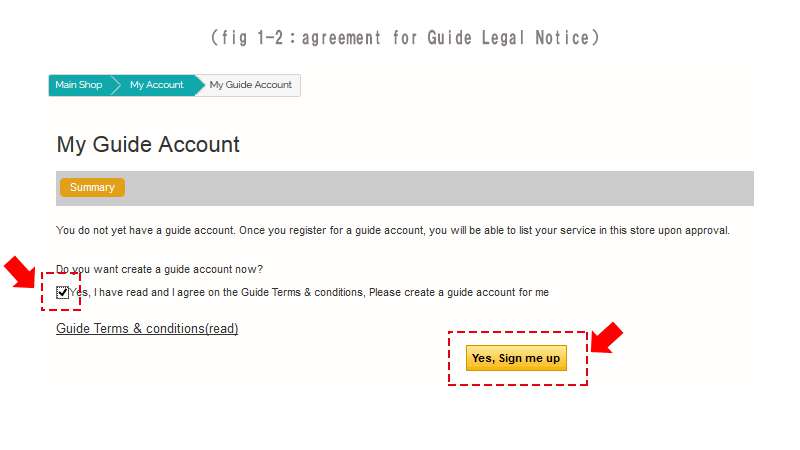 (fig 1-2：agreement for Guide Legal Notice)
Main Shop My Account My Guide Account
My Guide Account
Summary
You do not yet have a guide account. Once you register for a guide account, you will be able to list your service in this store upon approval.
Do you want create a guide account now?
Yes, I have read and I agree on the Guide Terms & conditions, Please create a guide account for me
Guide Terms & conditions(read)
Yes, Sign me up